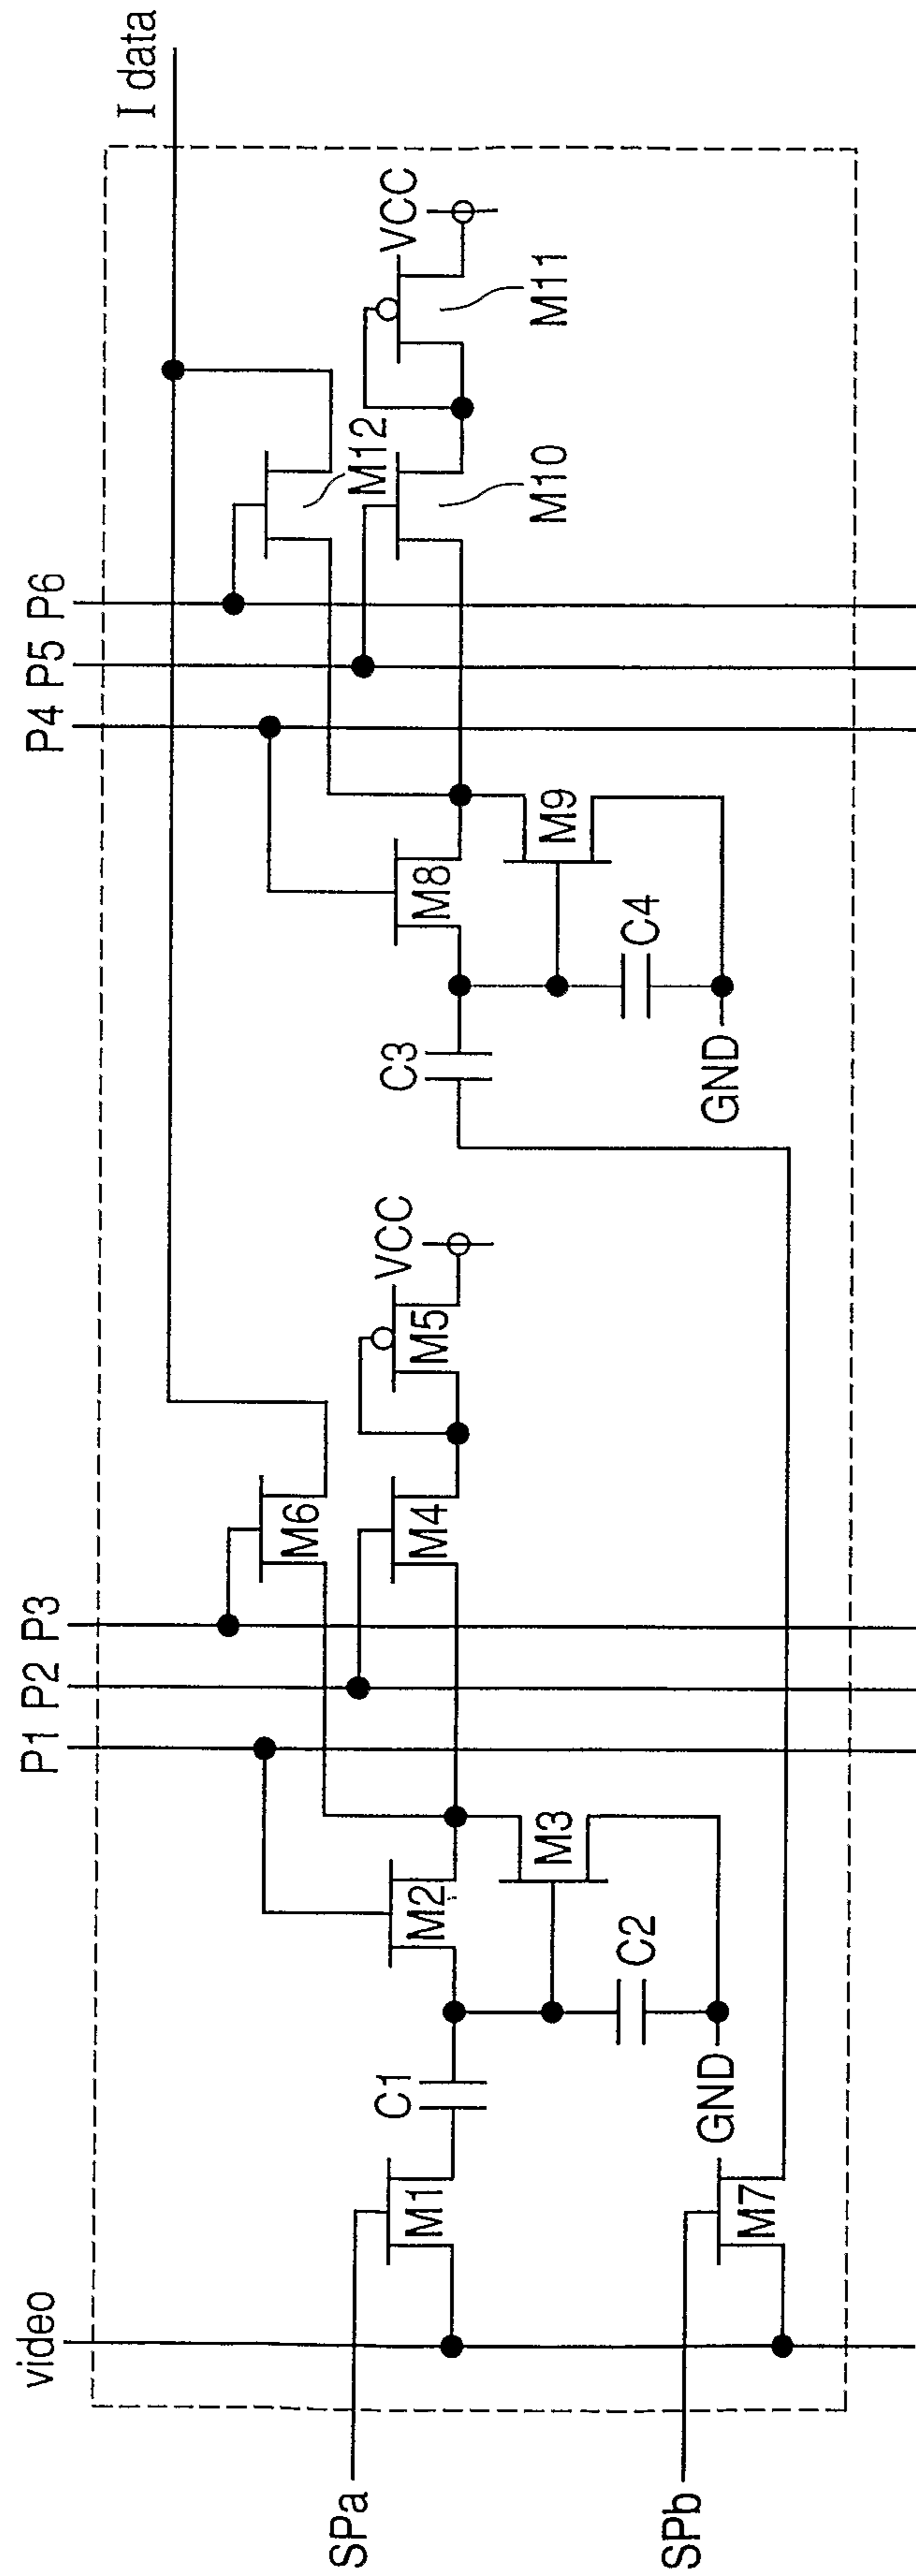 I data
P4 P5 P6
VCC
M12
M11
M10
M8
M9
C3
C4
GND
P1 P2 P3
VCC
M5
M6
M4
M2
M3
C1
C2
GND
M1
M7
video
SPa
SPb